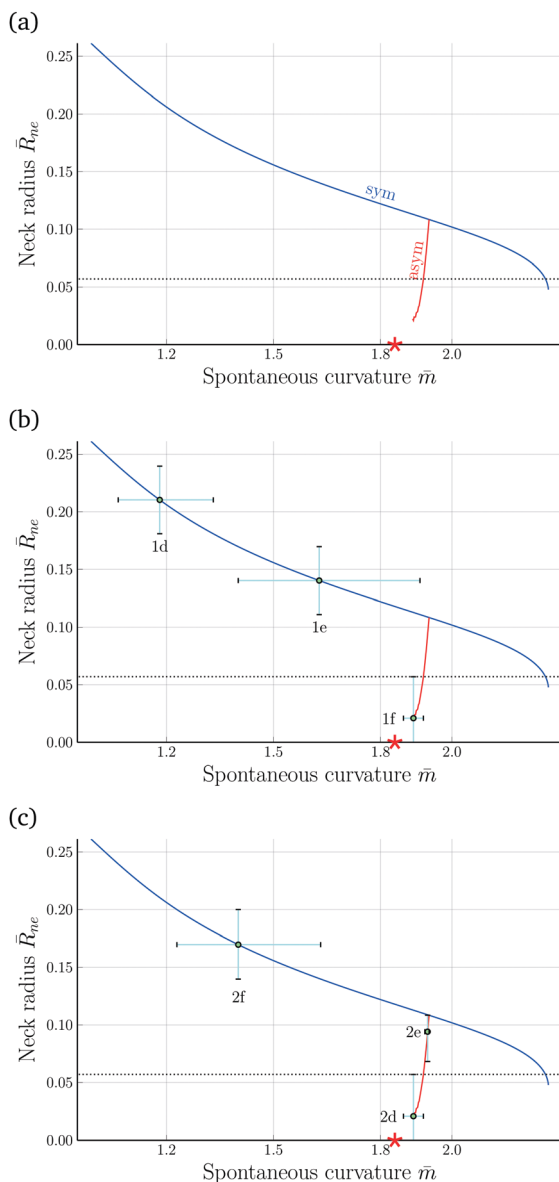 (a)
0.25
0.20
0.15
0.10
0.05
0.00
Neck radius R̄ₙₑ
sym
asym
1.2 1.5 1.8 2.0
Spontaneous curvature m̄
(b)
0.25
0.20
0.15
0.10
0.05
0.00
Neck radius R̄ₙₑ
1d
1e
1f
1.2 1.5 1.8 2.0
Spontaneous curvature m̄
(c)
0.25
0.20
0.15
0.10
0.05
0.00
Neck radius R̄ₙₑ
2f
2e
2d
1.2 1.5 1.8 2.0
Spontaneous curvature m̄